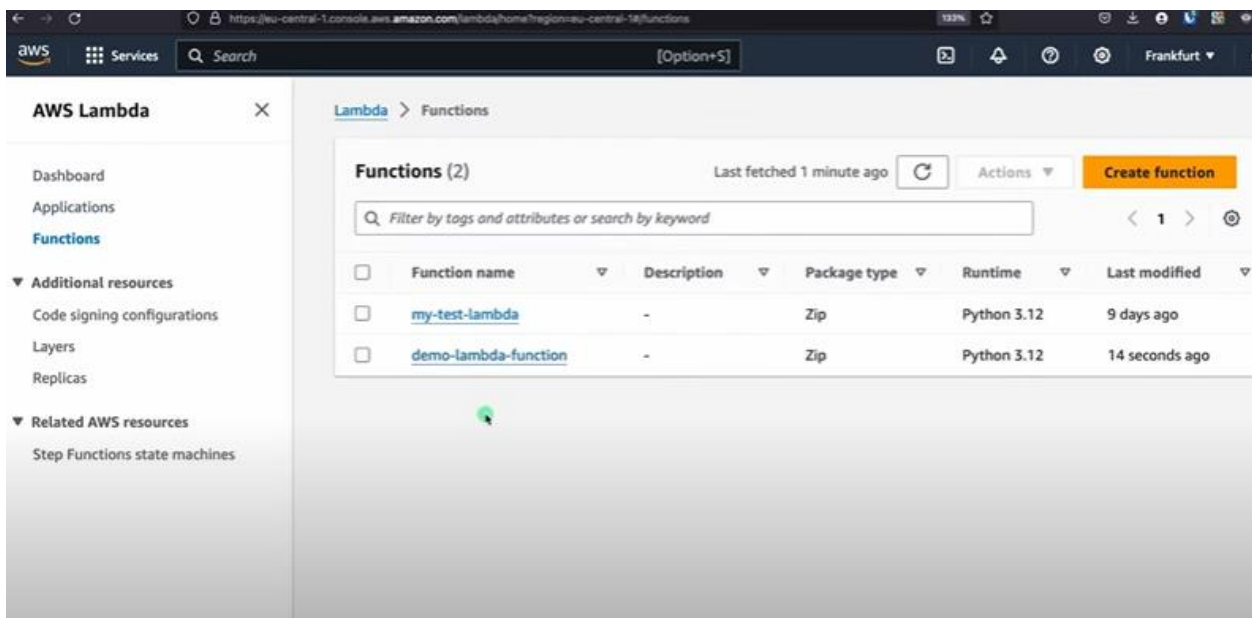 https://eu-central-1.console.aws.amazon.com/lambda/home?region=eu-central-1#/functions
133%
aws
Services
Search
[Option+S]
Frankfurt
AWS Lambda
Dashboard
Applications
Functions
Additional resources
Code signing configurations
Layers
Replicas
Related AWS resources
Step Functions state machines
Lambda > Functions
Functions (2)
Last fetched 1 minute ago
Actions
Create function
Filter by tags and attributes or search by keyword
1
Function name Description Package type Runtime Last modified
my-test-lambda - Zip Python 3.12 9 days ago
demo-lambda-function - Zip Python 3.12 14 seconds ago